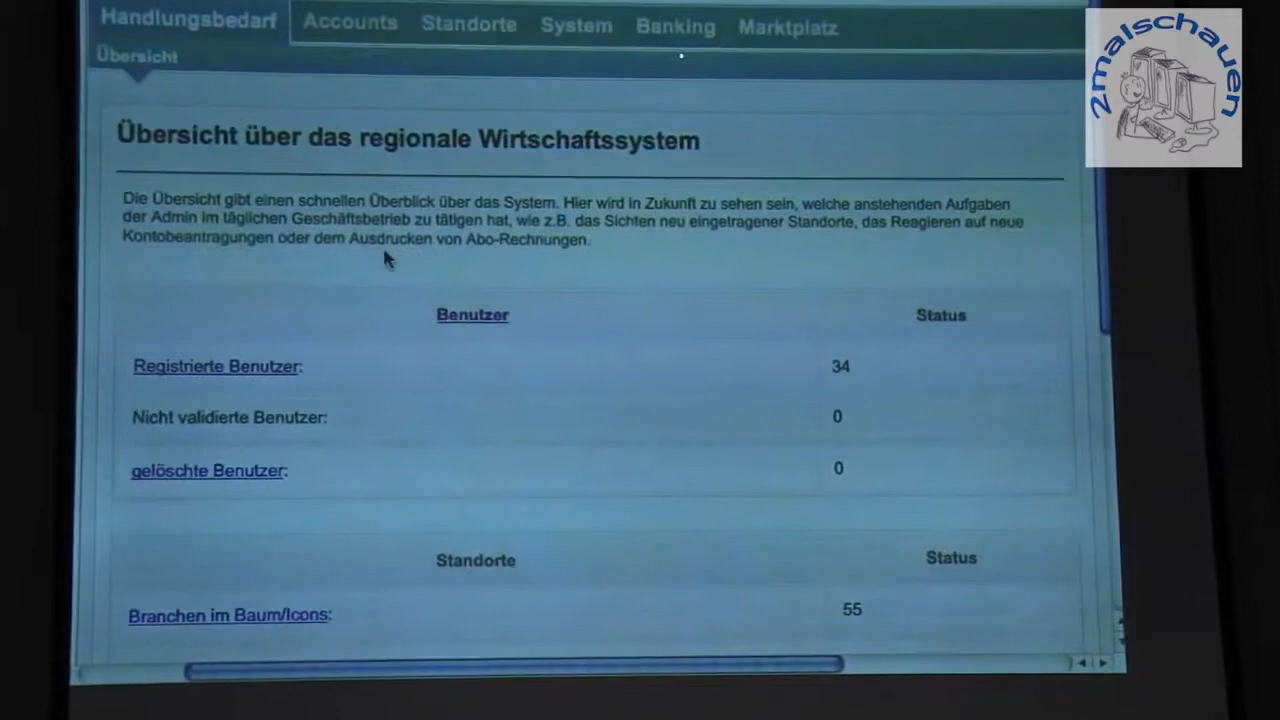 Handlungsbedarf Accounts Standorte System Banking Marktplatz
Übersicht
2malschauen
Übersicht über das regionale Wirtschaftssystem
Die Übersicht gibt einen schnellen Überblick über das System. Hier wird in Zukunft zu sehen sein, welche anstehenden Aufgaben
der Admin im täglichen Geschäftsbetrieb zu tätigen hat, wie z.B. das Sichten neu eingetragener Standorte, das Reagieren auf neue
Kontobeantragungen oder dem Ausdrucken von Abo-Rechnungen.
Benutzer Status
Registrierte Benutzer: 34
Nicht validierte Benutzer: 0
gelöschte Benutzer: 0
Standorte Status
Branchen im Baum/Icons: 55